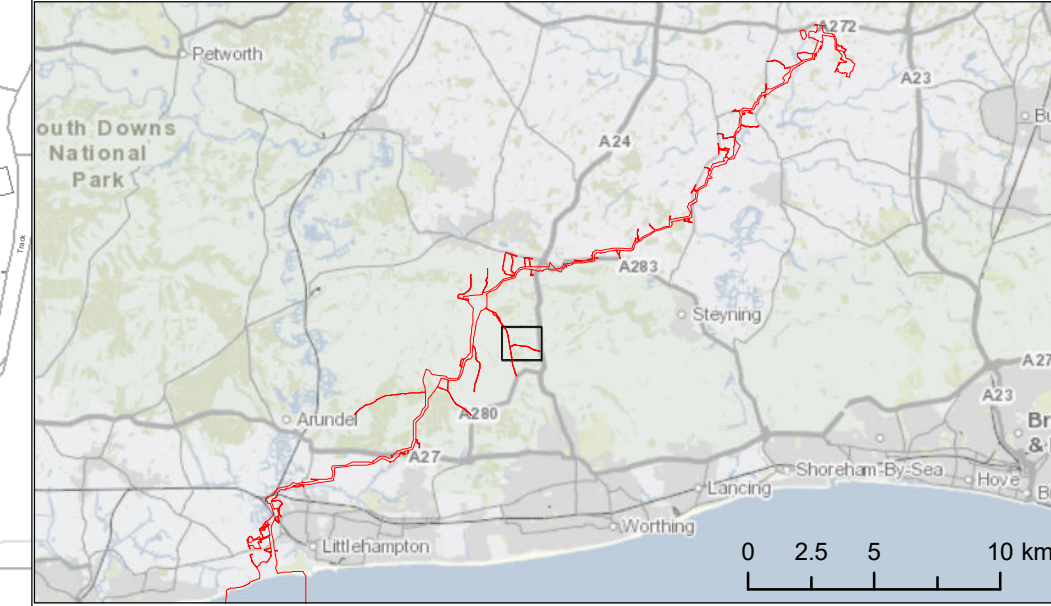 A272
Petworth
A23
Bu
outh Downs
National
Park
A24
Track
A283
Steyning
A27
A23
Arundel
A280
Br
&
A27
Shoreham-By-Sea
Hove
B
Lancing
Worthing
Littlehampton
0 2.5 5 10 km